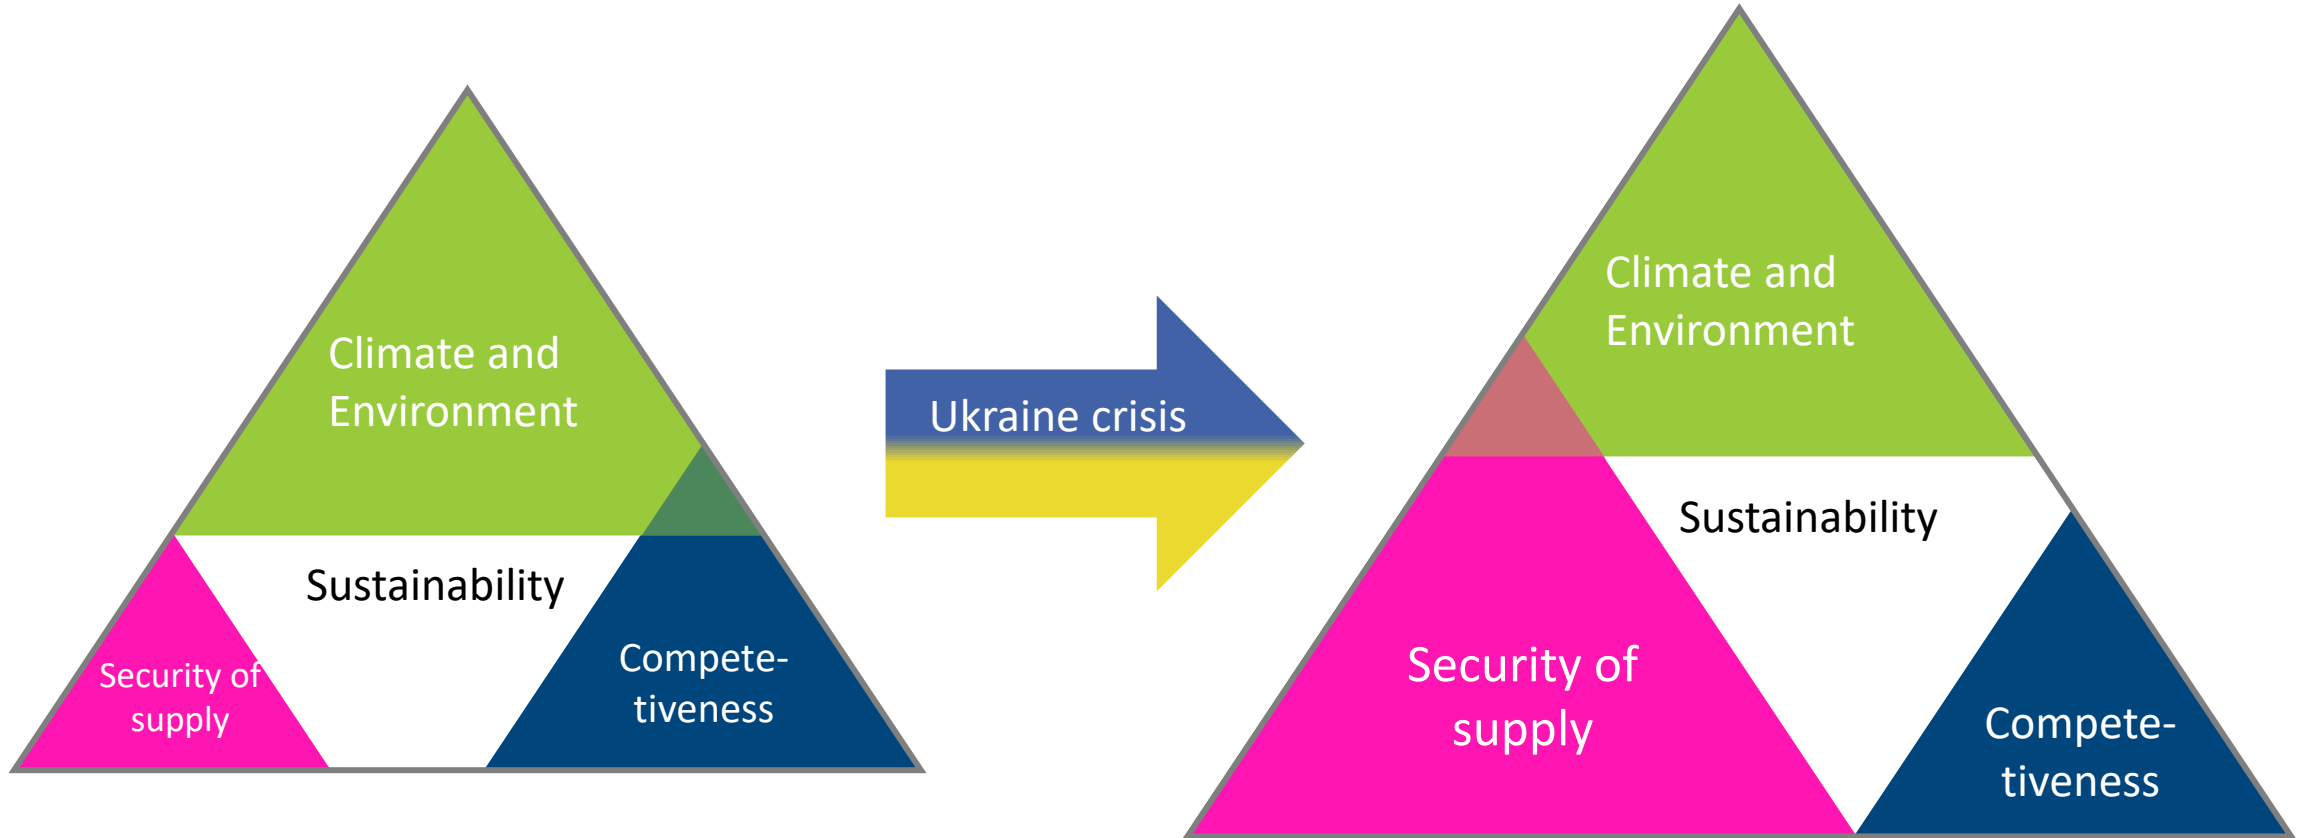 Climate and
Environment
Sustainability
Security of
supply
Compete-
tiveness
Ukraine crisis
Climate and
Environment
Sustainability
Security of
supply
Compete-
tiveness